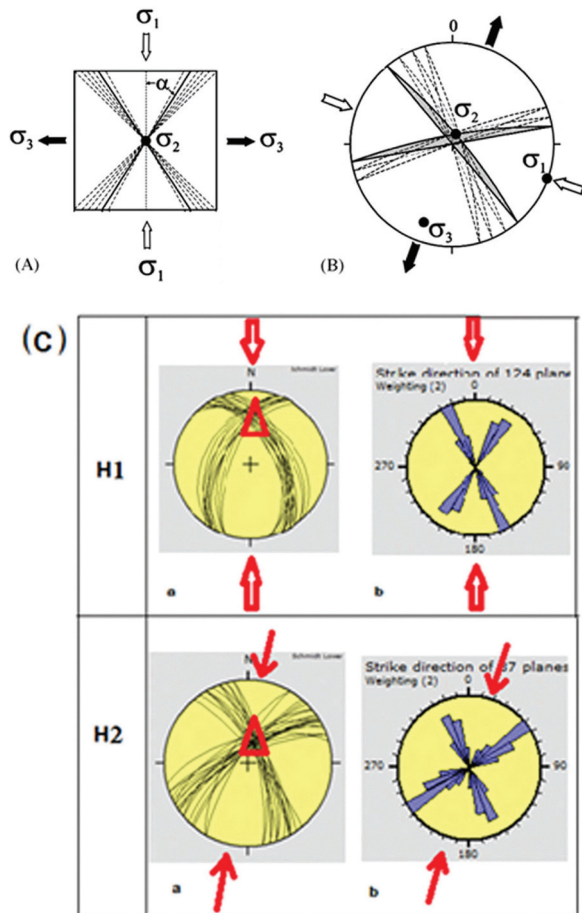 σ1
α
σ3
σ2
σ3
(A)
σ1
0
σ2
σ1
σ3
(B)
(C)
H1
N
Schmidt Lower
a
Strike direction of 124 planes
Weighting (2)
0
270
90
180
b
H2
N
Schmidt Lower
a
Strike direction of 87 planes
Weighting (2)
0
270
90
180
b